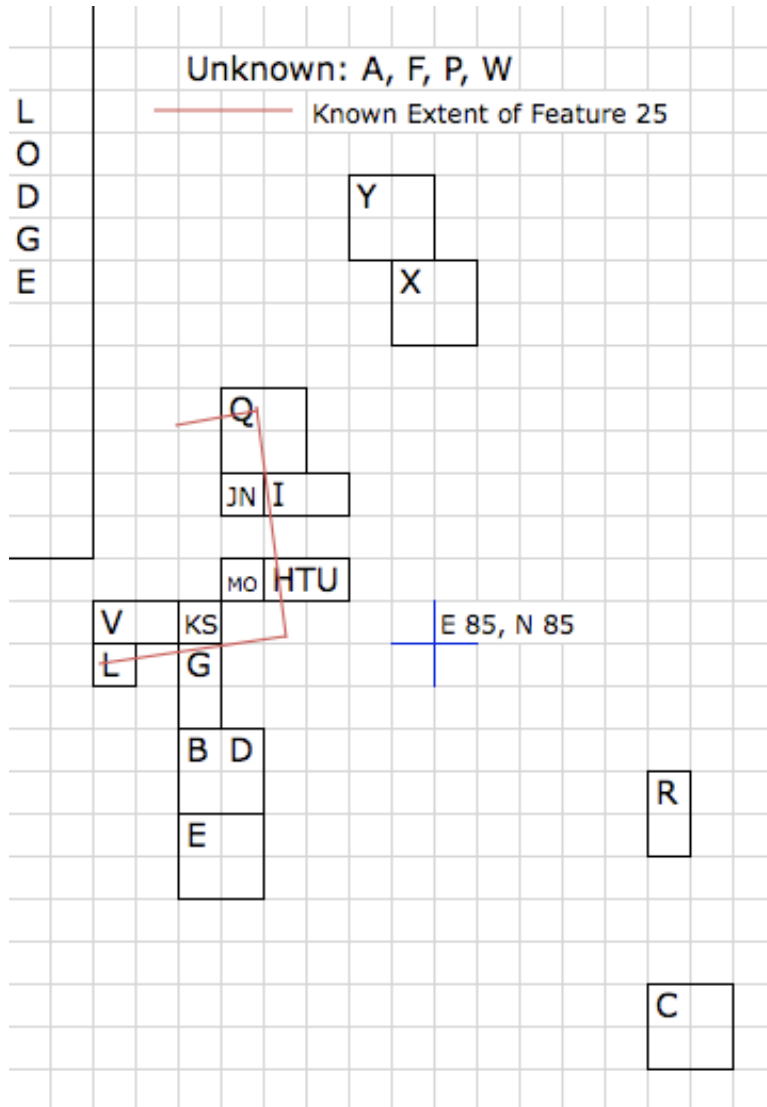 Unknown: A, F, P, W
Known Extent of Feature 25
L
O
D
G
E
Y
X
Q
JN I
MO HTU
V KS
E 85, N 85
L G
B D
R
E
C